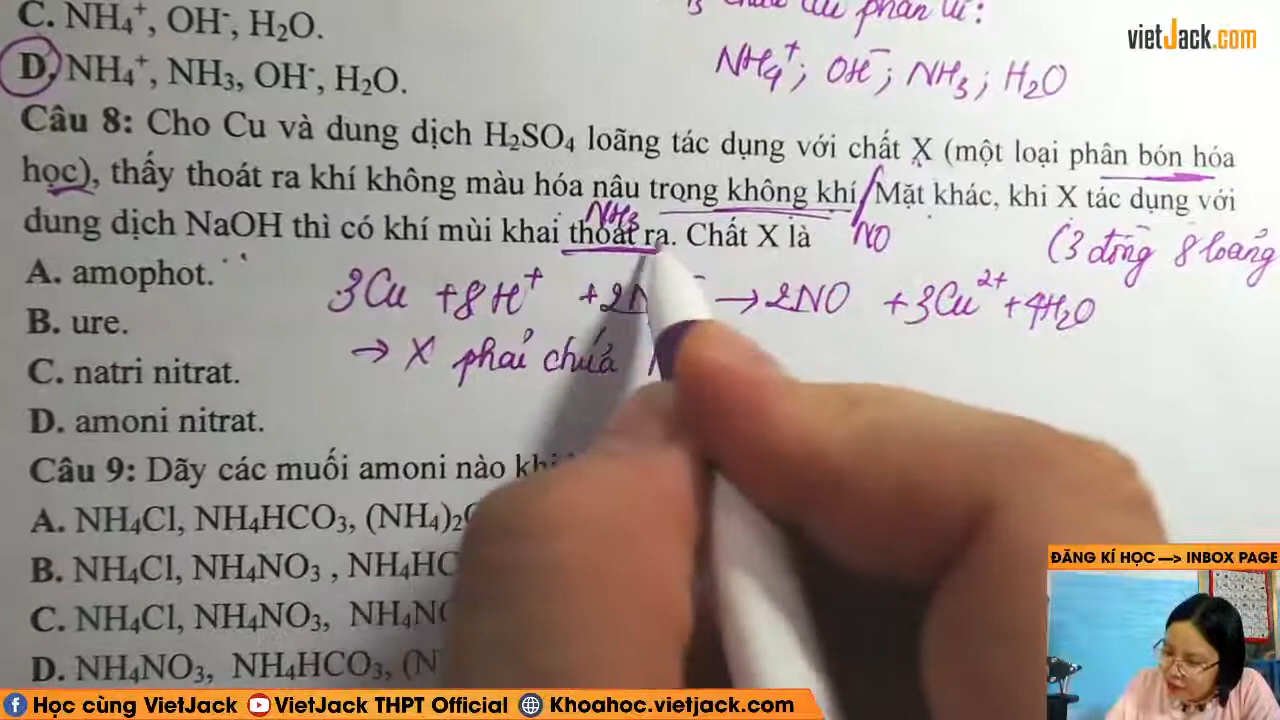 C. NH₄⁺, OH⁻, H₂O.
phân tử:
vietJack.com
D. NH₄⁺, NH₃, OH⁻, H₂O.
NH₄⁺; OH⁻; NH₃; H₂O
Câu 8: Cho Cu và dung dịch H₂SO₄ loãng tác dụng với chất X (một loại phân bón hóa
học), thấy thoát ra khí không màu hóa nâu trong không khí. Mặt khác, khi X tác dụng với
NH₃
dung dịch NaOH thì có khí mùi khai thoát ra. Chất X là
NO
(3 đồng 8 loãng
A. amophot.
3Cu + 8H⁺ + 2N → 2NO + 3Cu²⁺ + 4H₂O
B. ure.
→ X phải chứa
C. natri nitrat.
D. amoni nitrat.
Câu 9: Dãy các muối amoni nào
A. NH₄Cl, NH₄HCO₃, (NH₄)₂
B. NH₄Cl, NH₄NO₃ , NH₄HC
C. NH₄Cl, NH₄NO₃, NH₄N
D. NH₄NO₃, NH₄HCO₃, (N
ĐĂNG KÍ HỌC —> INBOX PAGE
Học cùng VietJack VietJack THPT Official Khoahoc.vietjack.com